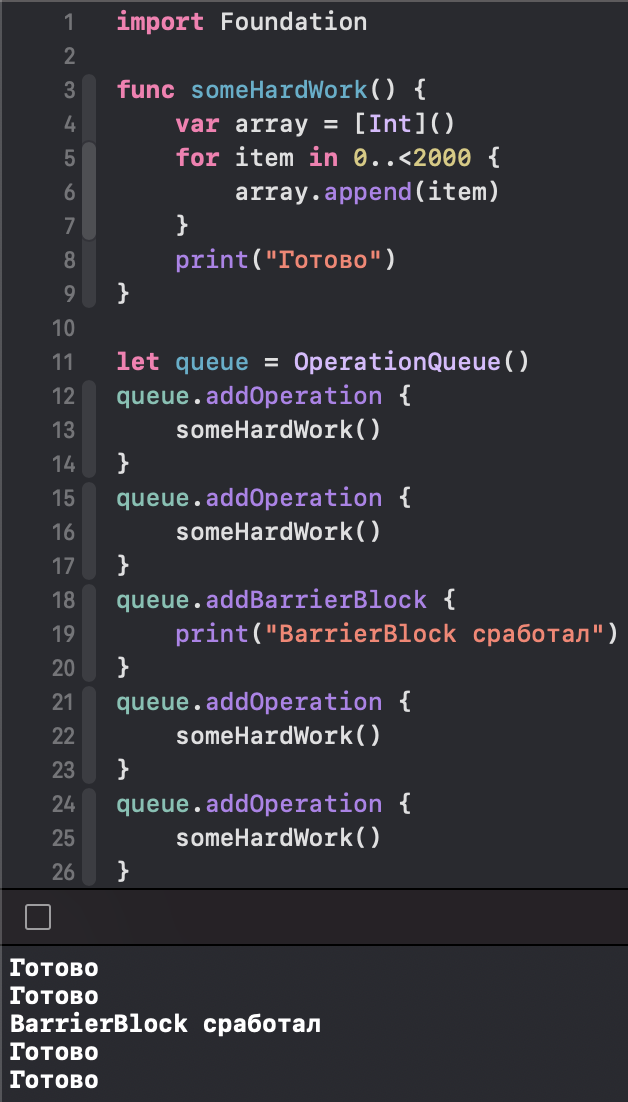 1 import Foundation
2
3 func someHardWork() {
4     var array = [Int]()
5     for item in 0..<2000 {
6         array.append(item)
7     }
8     print("Готово")
9 }
10
11 let queue = OperationQueue()
12 queue.addOperation {
13     someHardWork()
14 }
15 queue.addOperation {
16     someHardWork()
17 }
18 queue.addBarrierBlock {
19     print("BarrierBlock сработал")
20 }
21 queue.addOperation {
22     someHardWork()
23 }
24 queue.addOperation {
25     someHardWork()
26 }
Готово
Готово
BarrierBlock сработал
Готово
Готово